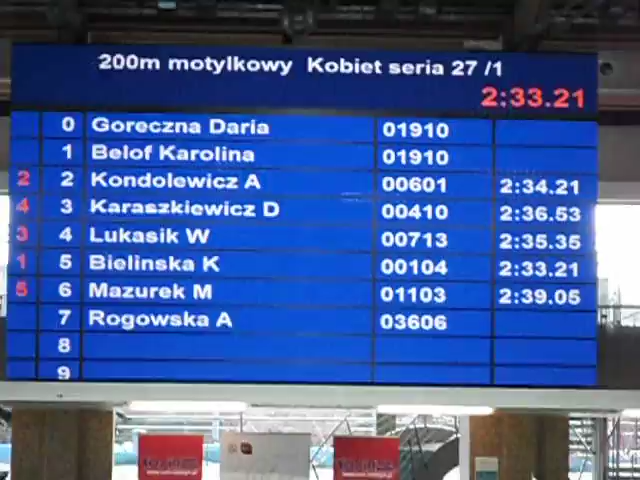 200m motylkowy Kobiet seria 27 /1
2:33.21
0 Goreczna Daria 01910
1 Belof Karolina 01910
2 2 Kondolewicz A 00601 2:34.21
4 3 Karaszkiewicz D 00410 2:36.53
3 4 Lukasik W 00713 2:35.35
1 5 Bielinska K 00104 2:33.21
5 6 Mazurek M 01103 2:39.05
7 Rogowska A 03606
8
9